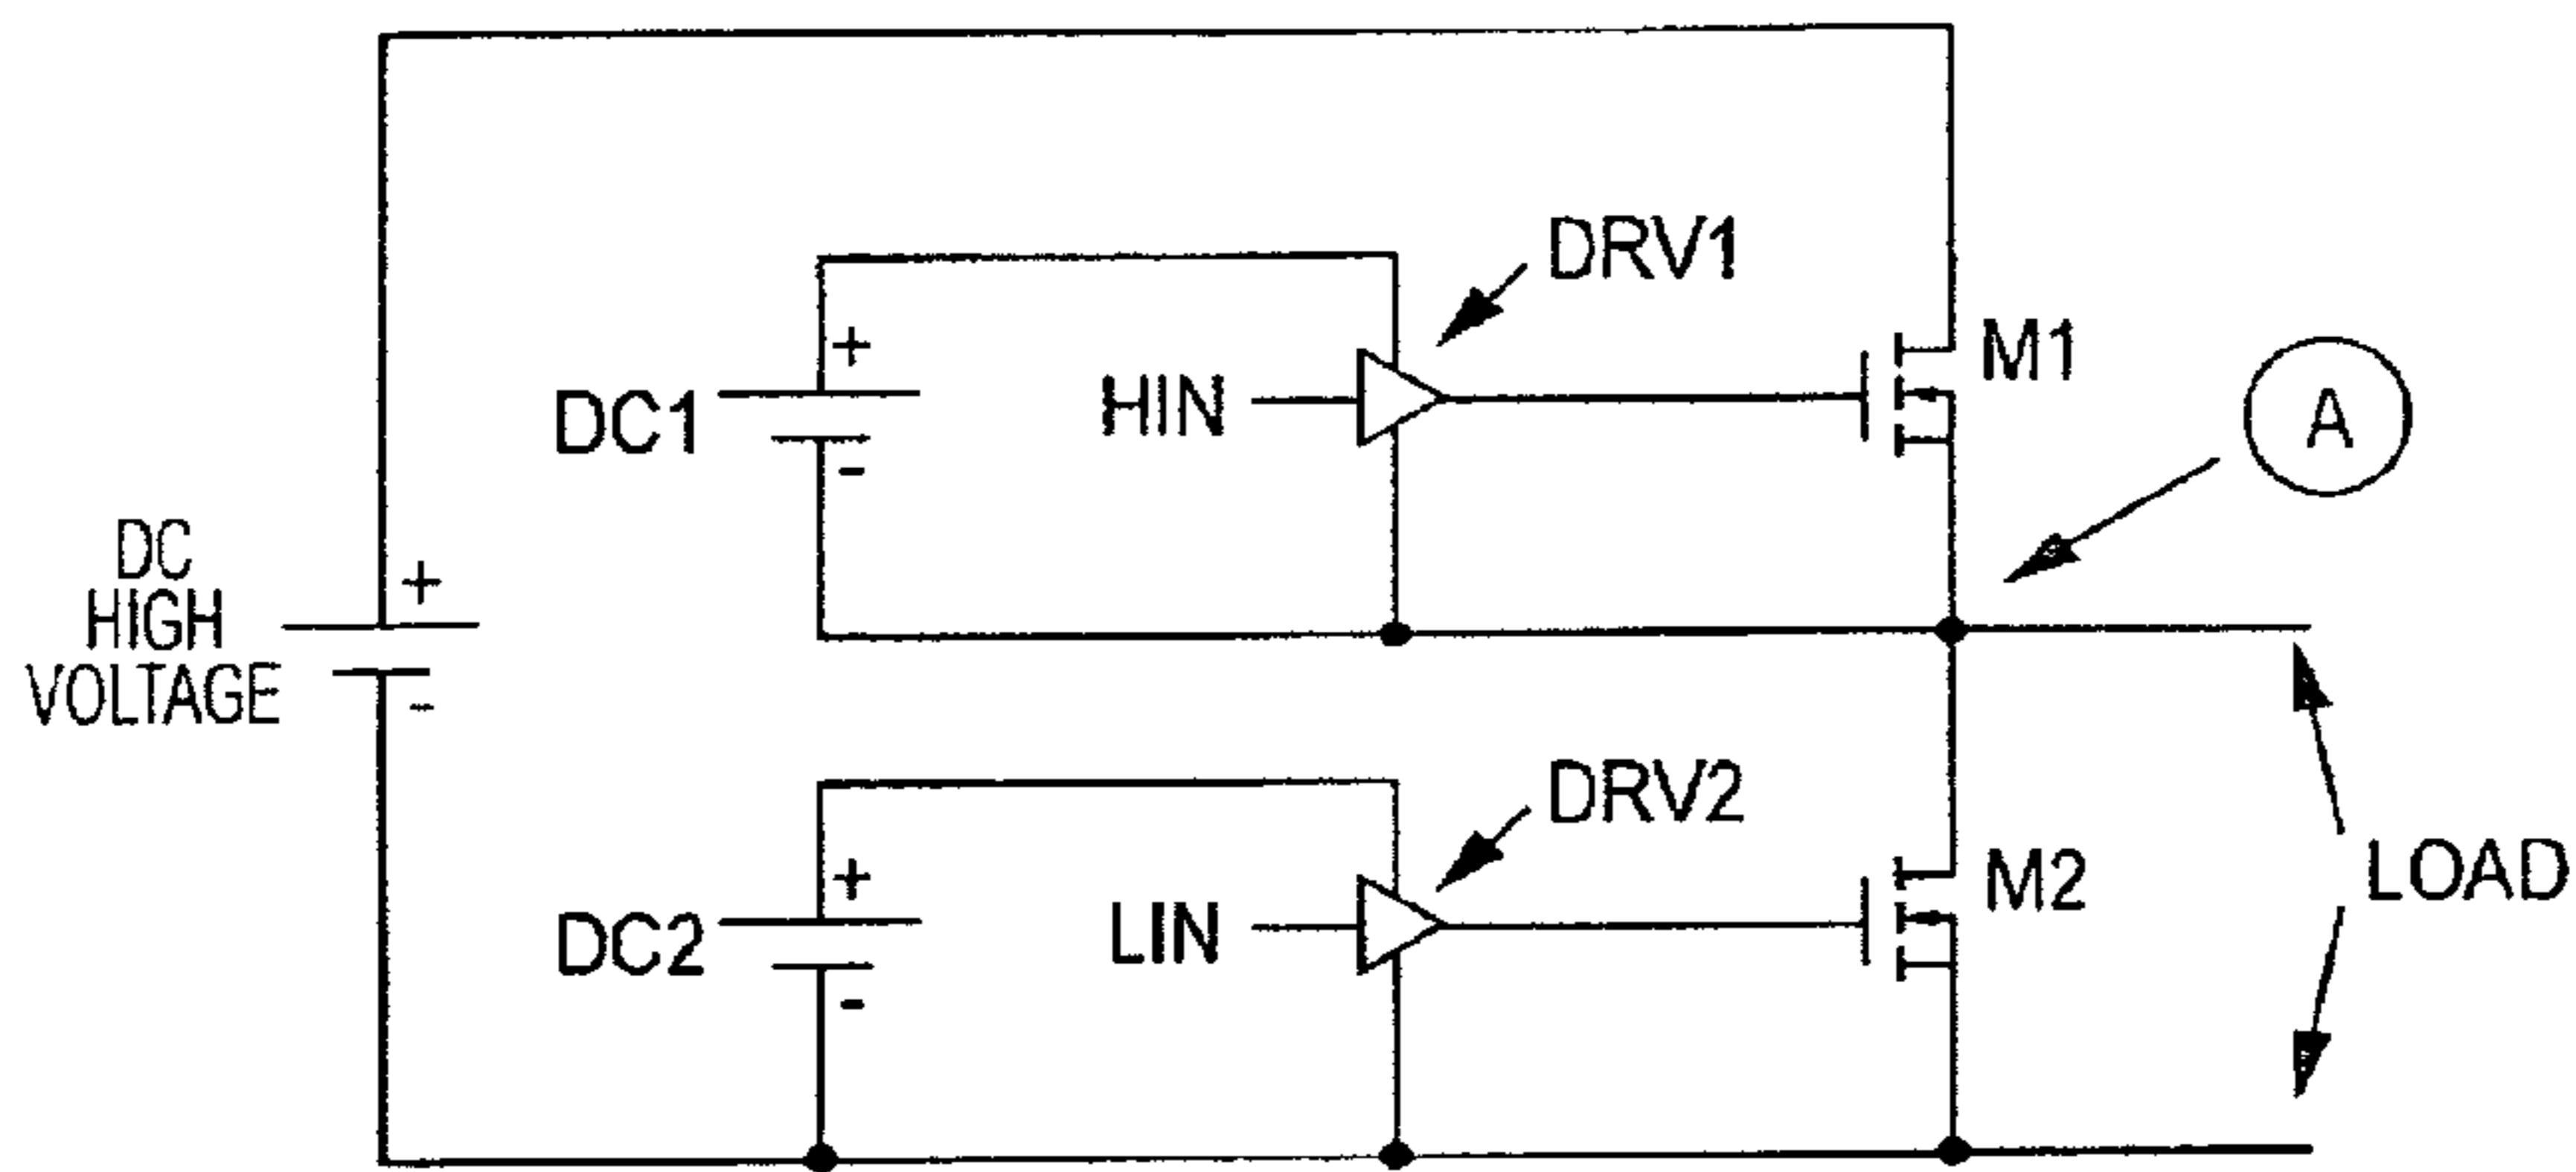 DRV1
+
M1
DC1
HIN
A
-
DC
HIGH
VOLTAGE
+
-
DRV2
+
M2
LOAD
DC2
LIN
-